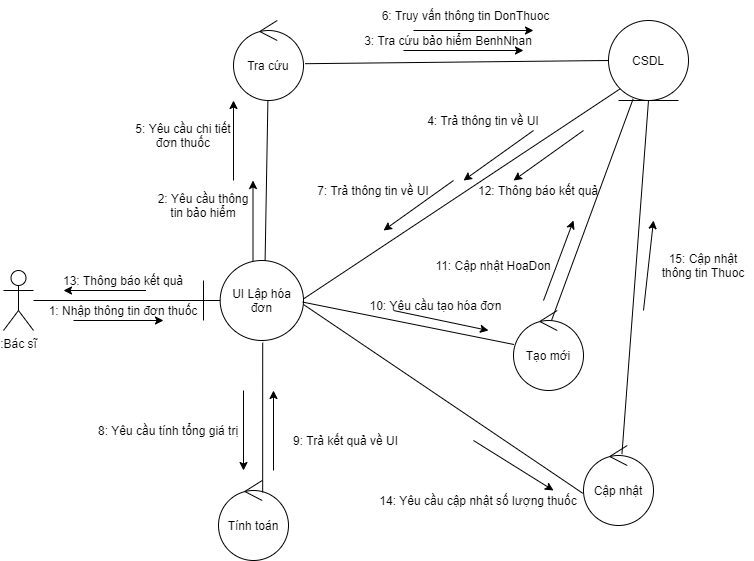 6: Truy vấn thông tin DonThuoc
3: Tra cứu bảo hiểm BenhNhan
Tra cứu
CSDL
5: Yêu cầu chi tiết
đơn thuốc
4: Trả thông tin về UI
2: Yêu cầu thông
tin bảo hiểm
7: Trả thông tin về UI
12: Thông báo kết quả
11: Cập nhật HoaDon
15: Cập nhật
thông tin Thuoc
13: Thông báo kết quả
1: Nhập thông tin đơn thuốc
:Bác sĩ
UI Lập hóa
đơn
10: Yêu cầu tạo hóa đơn
Tạo mới
8: Yêu cầu tính tổng giá trị
9: Trả kết quả về UI
14: Yêu cầu cập nhật số lượng thuốc
Cập nhật
Tính toán